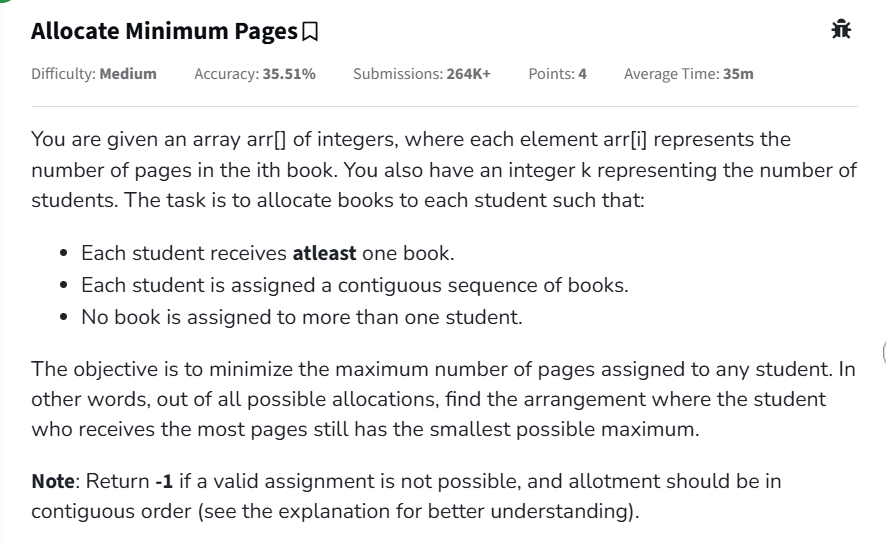 Allocate Minimum Pages
Difficulty: Medium Accuracy: 35.51% Submissions: 264K+ Points: 4 Average Time: 35m
You are given an array arr[] of integers, where each element arr[i] represents the
number of pages in the ith book. You also have an integer k representing the number of
students. The task is to allocate books to each student such that:
• Each student receives atleast one book.
• Each student is assigned a contiguous sequence of books.
• No book is assigned to more than one student.
The objective is to minimize the maximum number of pages assigned to any student. In
other words, out of all possible allocations, find the arrangement where the student
who receives the most pages still has the smallest possible maximum.
Note: Return -1 if a valid assignment is not possible, and allotment should be in
contiguous order (see the explanation for better understanding).